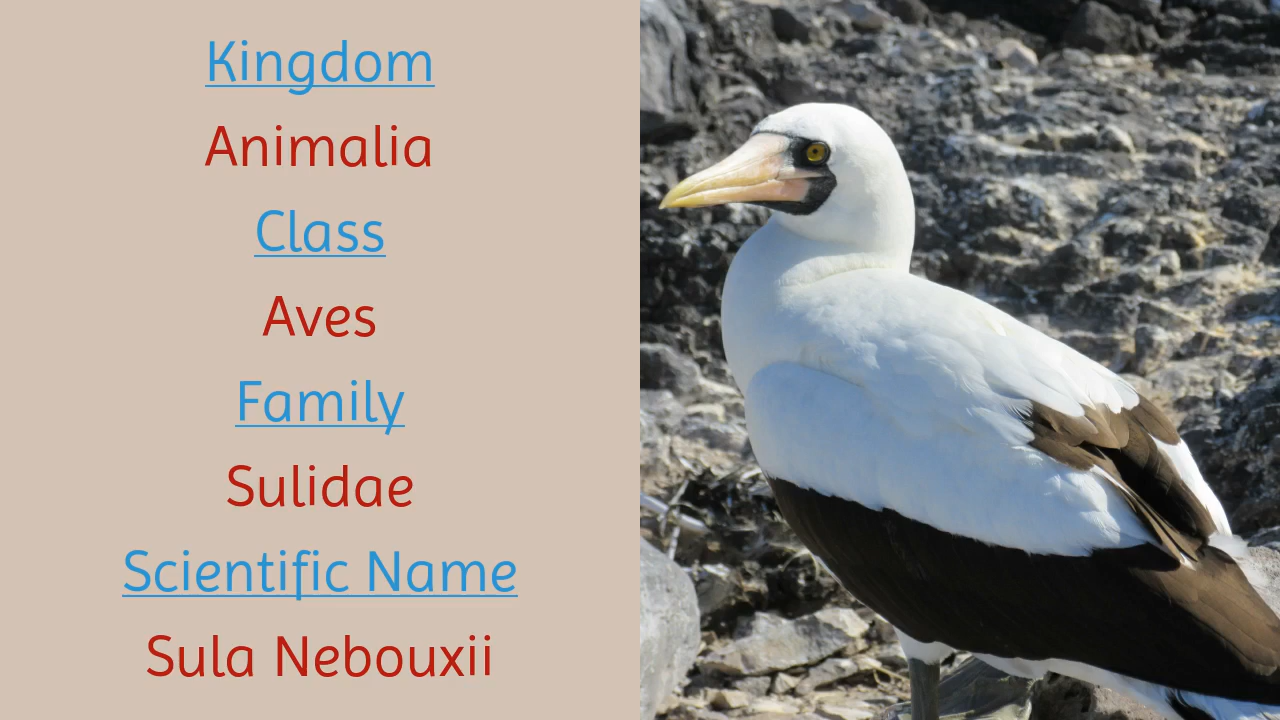 Kingdom
Animalia
Class
Aves
Family
Sulidae
Scientific Name
Sula Nebouxii